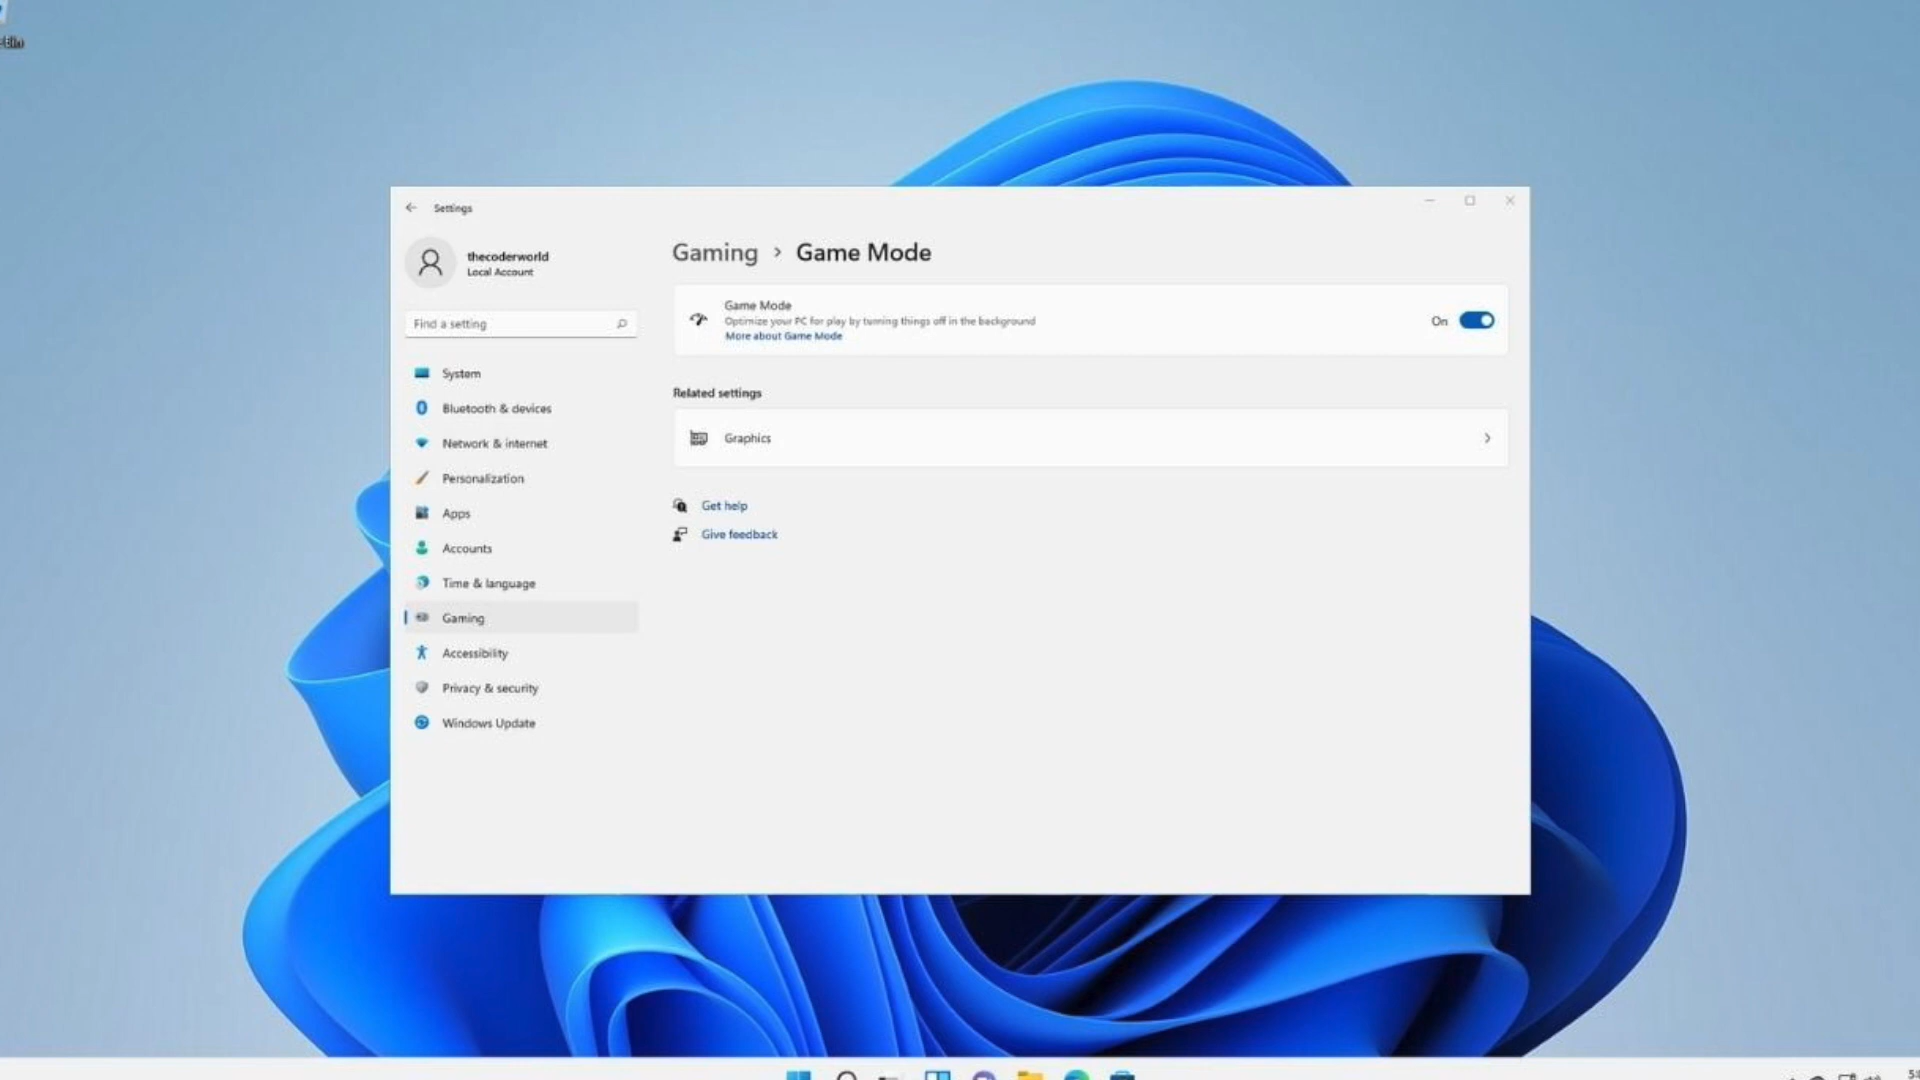 Settings
thecoderworld
Local Account
Find a setting
System
Bluetooth & devices
Network & internet
Personalization
Apps
Accounts
Time & language
Gaming
Accessibility
Privacy & security
Windows Update
Gaming > Game Mode
Game Mode
Optimize your PC for play by turning things off in the background
More about Game Mode
On
Related settings
Graphics
Get help
Give feedback